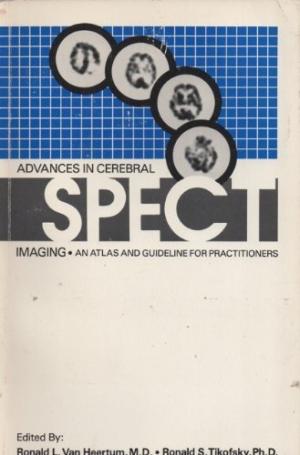 ADVANCES IN CEREBRAL
SPECT
IMAGING • AN ATLAS AND GUIDELINE FOR PRACTITIONERS
Edited By:
Ronald L. Van Heertum, M.D. • Ronald S. Tikofsky, Ph.D.